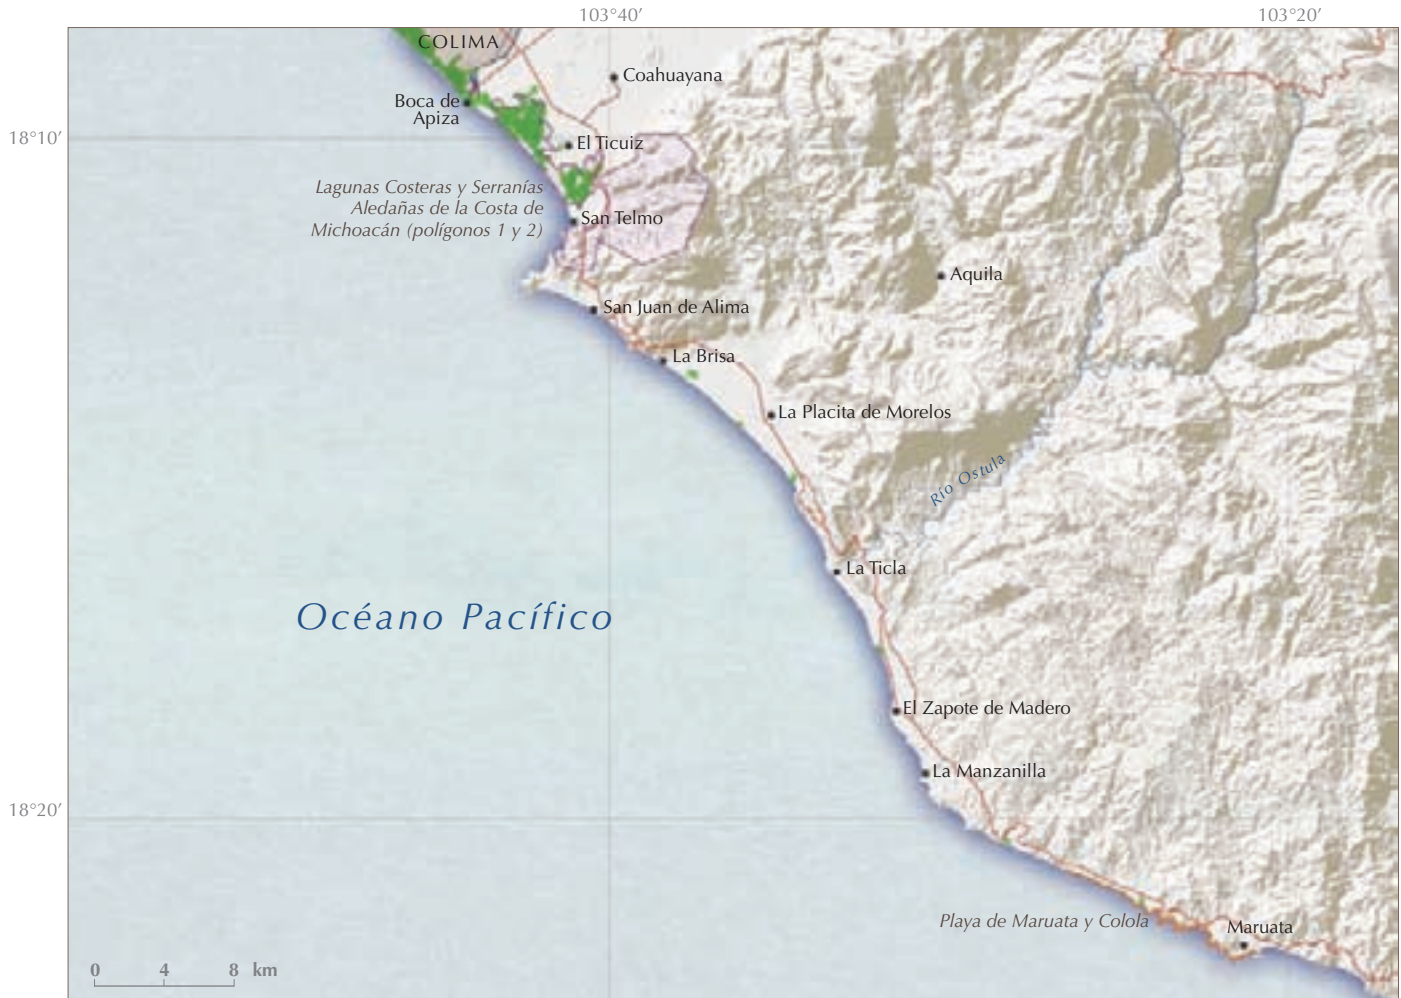 103°40′
103°20′
COLIMA
Coahuayana
Boca de
Apiza
18°10′
El Ticuiz
Lagunas Costeras y Serranías
Aledañas de la Costa de
Michoacán (polígonos 1 y 2)
San Telmo
Aquila
San Juan de Alima
La Brisa
La Placita de Morelos
Río Ostula
La Ticla
Océano Pacífico
El Zapote de Madero
La Manzanilla
18°20′
Playa de Maruata y Colola
Maruata
0 4 8 km